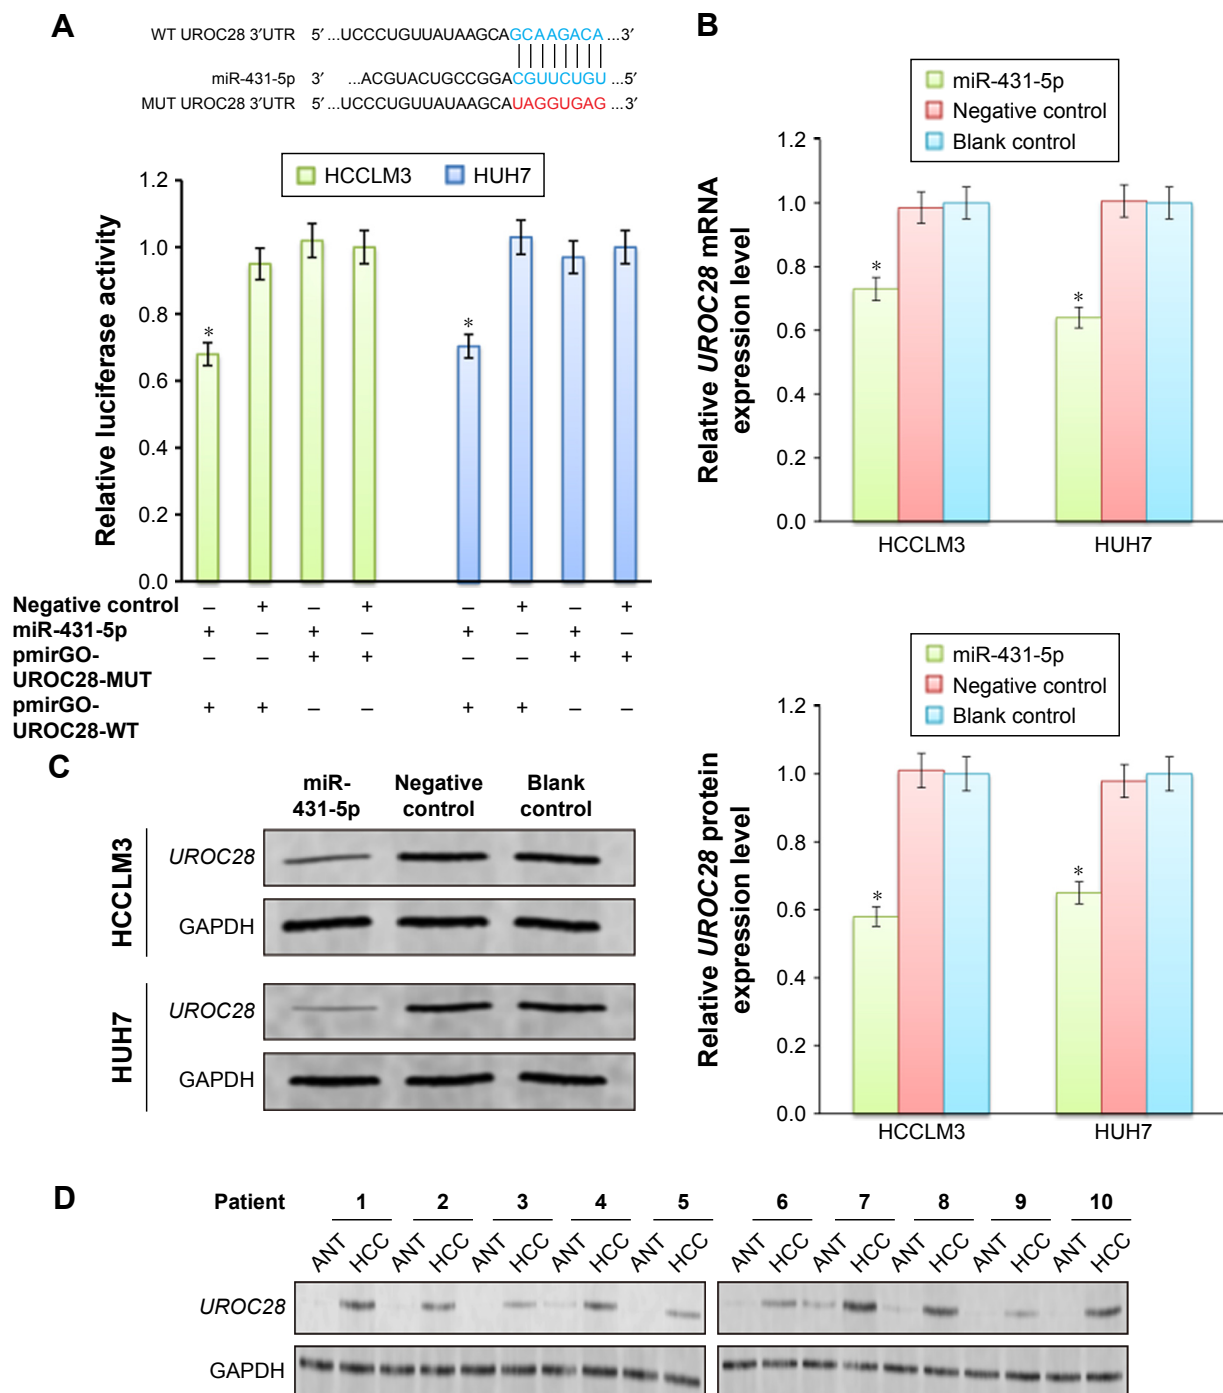 A
WT UROC28 3′UTR 5′ ...UCCCUGUUAUAAGCAGCAAGACA ...3′
miR-431-5p 3′ ...ACGUACUGCCGGACGUUCUGU ...5′
MUT UROC28 3′UTR 5′ ...UCCCUGUUAUAAGCAUAGGUGAG ...3′
HCCLM3 HUH7
Relative luciferase activity
1.2
1.0
0.8
0.6
0.4
0.2
0.0
* *
Negative control – + – + – + – +
miR-431-5p + – + – + – + –
pmirGO-UROC28-MUT – – + + – – + +
pmirGO-UROC28-WT + + – – + + – –
B
miR-431-5p
Negative control
Blank control
Relative UROC28 mRNA
expression level
1.2
1.0
0.8
0.6
0.4
0.2
0.0
* *
HCCLM3 HUH7
miR-431-5p
Negative control
Blank control
Relative UROC28 protein
expression level
1.2
1.0
0.8
0.6
0.4
0.2
0.0
* *
HCCLM3 HUH7
C
miR-431-5p Negative control Blank control
HCCLM3
UROC28
GAPDH
HUH7
UROC28
GAPDH
D
Patient 1 2 3 4 5 6 7 8 9 10
ANT HCC ANT HCC ANT HCC ANT HCC ANT HCC ANT HCC ANT HCC ANT HCC ANT HCC ANT HCC
UROC28
GAPDH